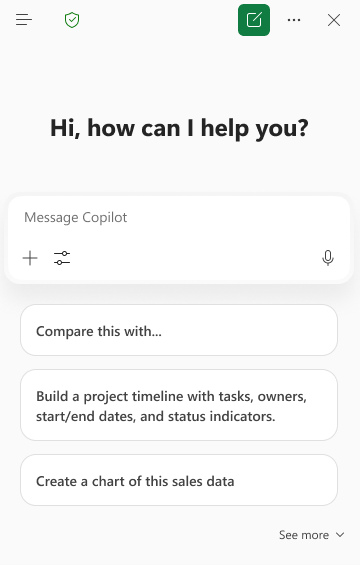 Hi, how can I help you?
Message Copilot
Compare this with...
Build a project timeline with tasks, owners,
start/end dates, and status indicators.
Create a chart of this sales data
See more